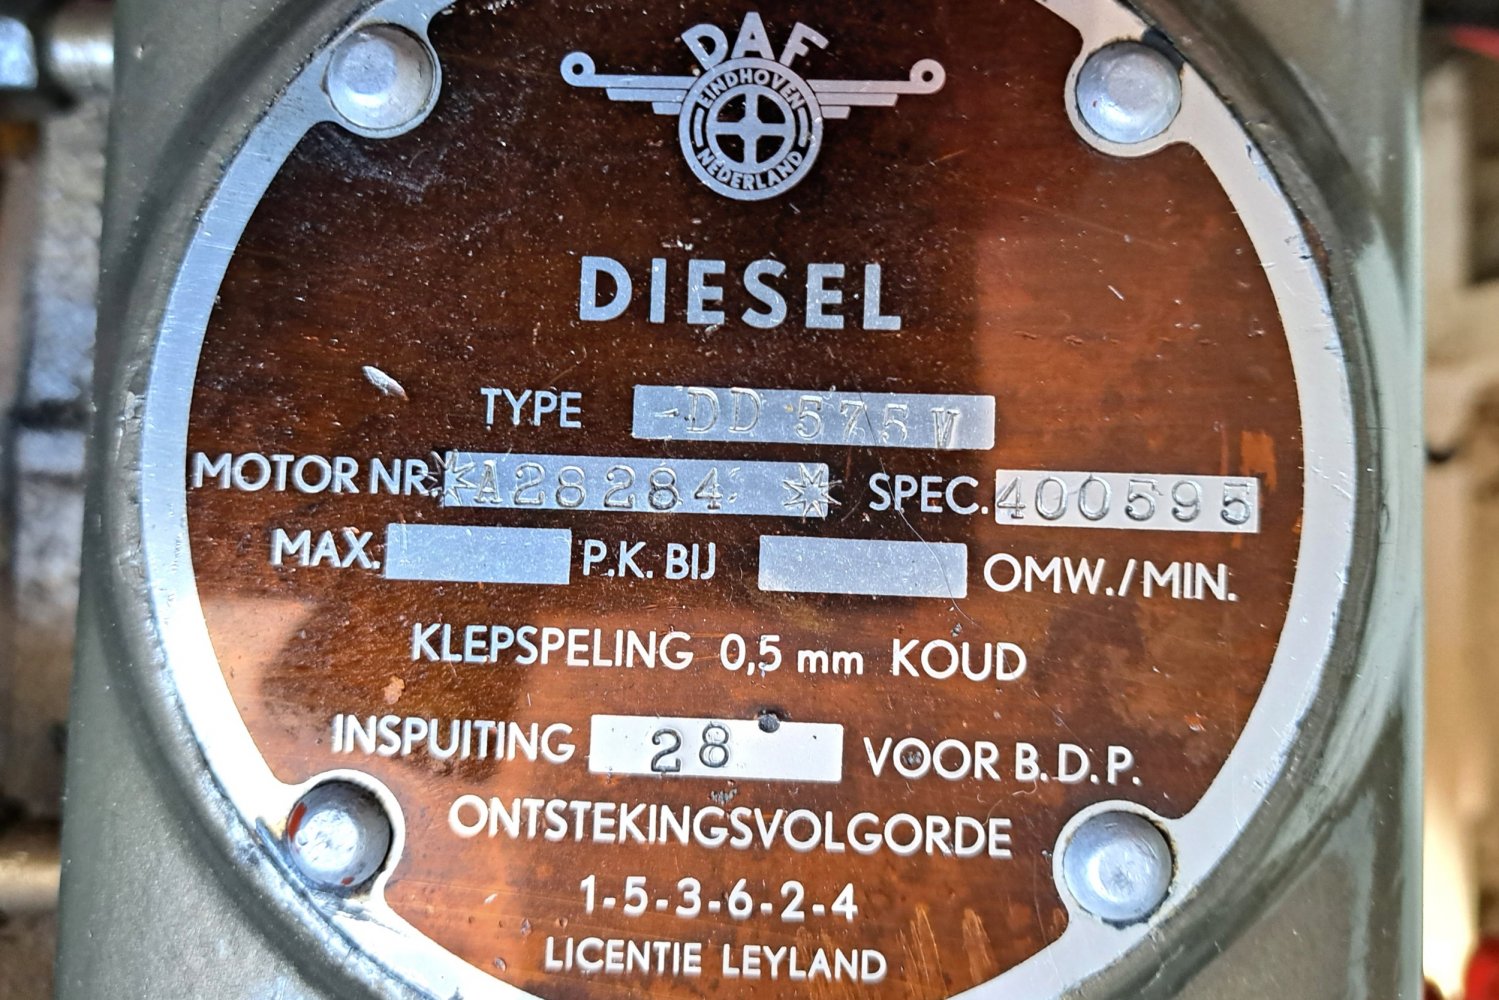 DAF
EINDHOVEN
NEDERLAND
DIESEL
TYPE DD 575 W
MOTOR NR. A28284 SPEC. 400595
MAX. P.K. BIJ OMW./MIN.
KLEPSPELING 0,5 mm KOUD
INSPUITING 28 VOOR B.D.P.
ONTSTEKINGSVOLGORDE
1-5-3-6-2-4
LICENTIE LEYLAND